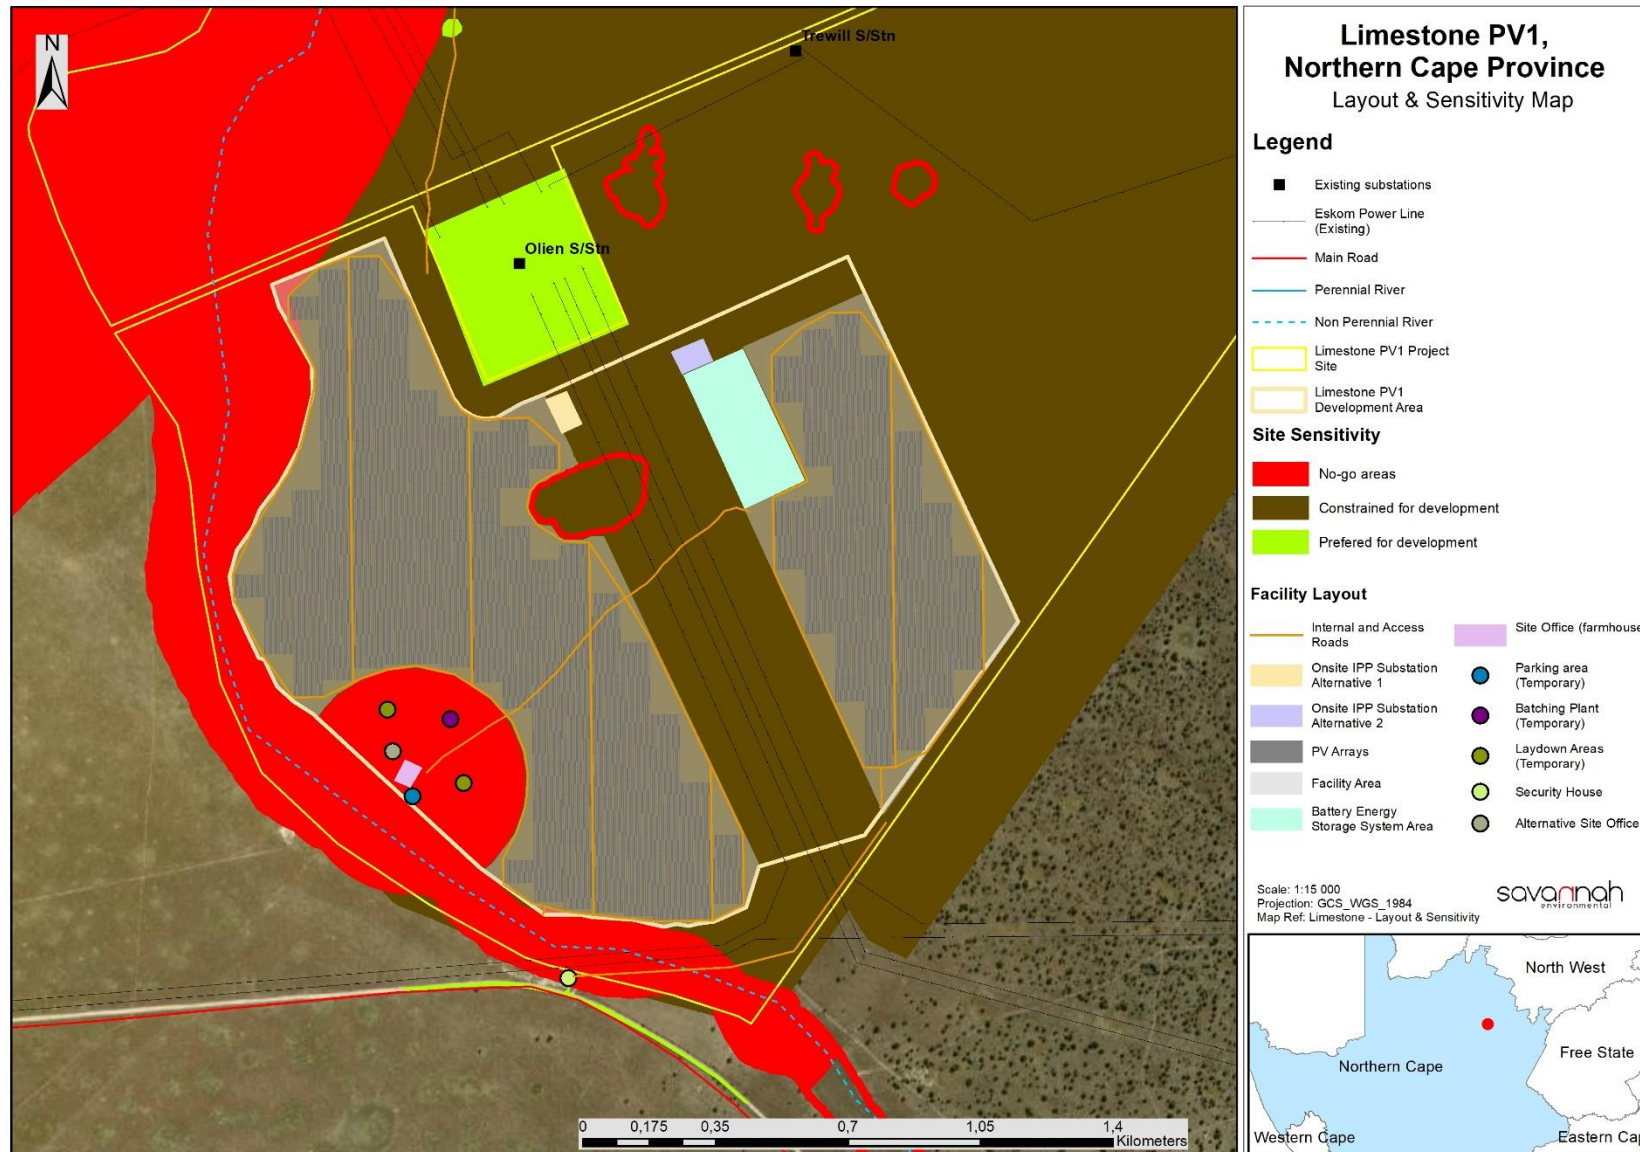 N
Trewill S/Stn
Olien S/Stn
0 0,175 0,35 0,7 1,05 1,4
Kilometers
Limestone PV1,
Northern Cape Province
Layout & Sensitivity Map
Legend
Existing substations
Eskom Power Line
(Existing)
Main Road
Perennial River
Non Perennial River
Limestone PV1 Project
Site
Limestone PV1
Development Area
Site Sensitivity
No-go areas
Constrained for development
Prefered for development
Facility Layout
Internal and Access
Roads
Onsite IPP Substation
Alternative 1
Onsite IPP Substation
Alternative 2
PV Arrays
Facility Area
Battery Energy
Storage System Area
Site Office (farmhouse
Parking area
(Temporary)
Batching Plant
(Temporary)
Laydown Areas
(Temporary)
Security House
Alternative Site Office
Scale: 1:15 000
Projection: GCS_WGS_1984
Map Ref: Limestone - Layout & Sensitivity
savannah
environmental
North West
Northern Cape
Free State
Western Cape
Eastern Cap